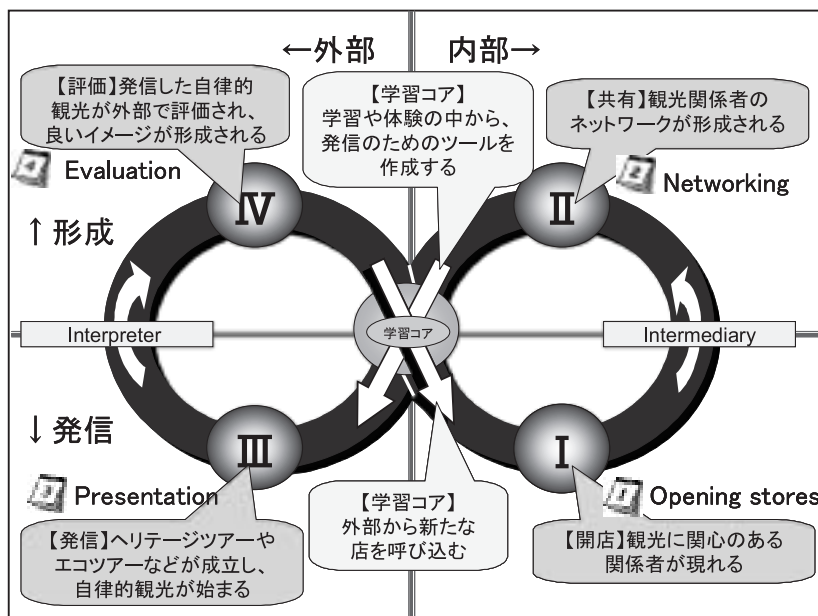 ←外部
内部→
【評価】発信した自律的
観光が外部で評価され、
良いイメージが形成される
【学習コア】
学習や体験の中から、
発信のためのツールを
作成する
【共有】観光関係者の
ネットワークが形成される
4 Evaluation
2 Networking
Ⅳ
Ⅱ
↑形成
学習コア
Interpreter
Intermediary
↓発信
Ⅲ
Ⅰ
3 Presentation
1 Opening stores
【発信】ヘリテージツアーや
エコツアーなどが成立し、
自律的観光が始まる
【学習コア】
外部から新たな
店を呼び込む
【開店】観光に関心のある
関係者が現れる